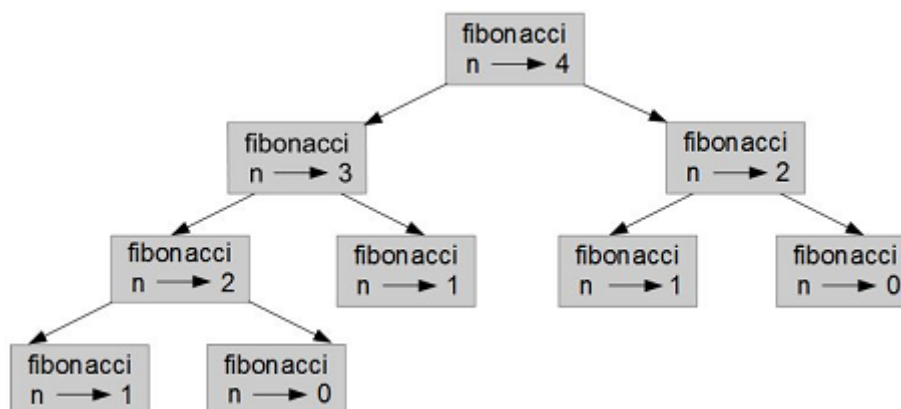 fibonacci
n → 4
fibonacci
n → 3
fibonacci
n → 2
fibonacci
n → 2
fibonacci
n → 1
fibonacci
n → 1
fibonacci
n → 0
fibonacci
n → 1
fibonacci
n → 0